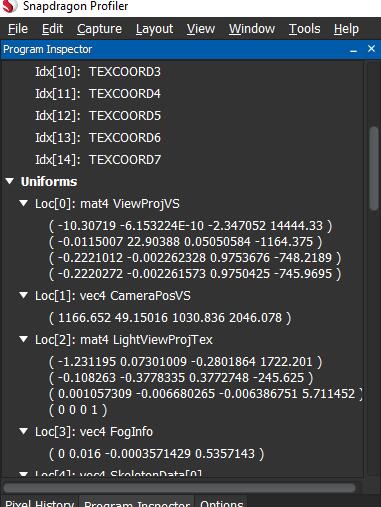 Snapdragon Profiler
File Capture Layout View Window Tools Help
Program Inspector
Idx[10]: TEXCOORD3
Idx[11]: TEXCOORD4
Idx[12]: TEXCOORD5
Idx[13]: TEXCOORD6
Idx[14]: TEXCOORD7
Uniforms
Loc[0]: mat4 ViewProjVS
( -10.30719 -6.153224E-10 -2.347052 14444.33 )
( -0.0115007 22.90388 0.05050584 -1164.375 )
( -0.2221012 -0.002262328 0.9753676 -748.2189 )
( -0.2220272 -0.002261573 0.9750425 -745.9695 )
Loc[1]: vec4 CameraPosVS
( 1166.652 49.15016 1030.836 2046.078 )
Loc[2]: mat4 LightViewProjTex
( -1.231195 0.07301009 -0.2801864 1722.201 )
( -0.108263 -0.3778335 0.3772748 -245.625 )
( 0.001057309 -0.006680265 -0.006386751 5.711452 )
( 0 0 0 1 )
Loc[3]: vec4 FogInfo
( 0 0.016 -0.0003571429 0.5357143 )
Loc[4]: vec4 SkeletonData[0]
Pixel History Program Inspector Options